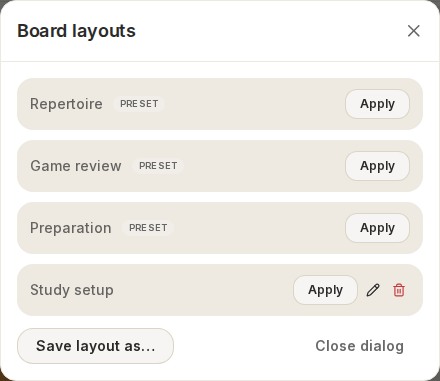 Board layouts
Repertoire PRESET Apply
Game review PRESET Apply
Preparation PRESET Apply
Study setup Apply
Save layout as... Close dialog